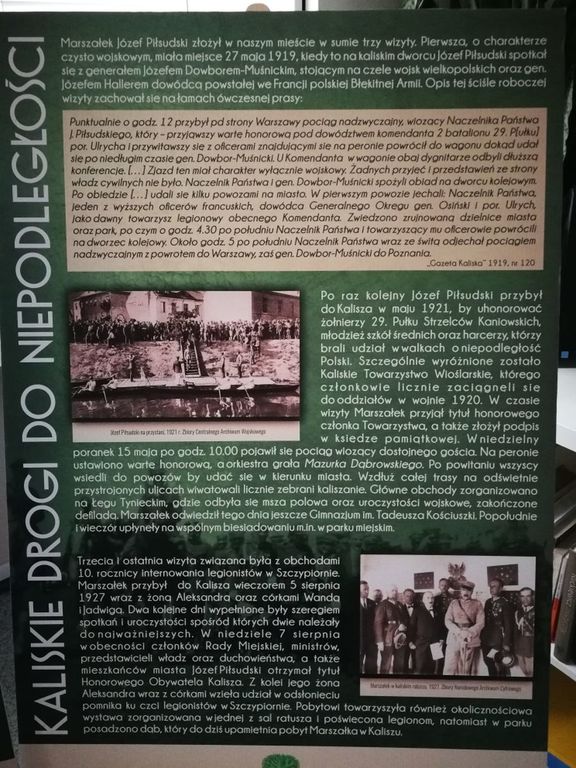 KALISKIE DROGI DO NIEPODLEGŁOŚCI
Marszałek Józef Piłsudski złożył w naszym mieście w sumie trzy wizyty. Pierwsza, o charakterze
czysto wojskowym, miała miejsce 27 maja 1919, kiedy to na kaliskim dworcu Józef Piłsudski spotkał
się z generałem Józefem Dowborem-Muśnickim, stojącym na czele wojsk wielkopolskich oraz gen.
Józefem Hallerem dowódcą powstałej we Francji polskiej Błękitnej Armii. Opis tej ściśle roboczej
wizyty zachował się na łamach ówczesnej prasy:
Punktualnie o godz. 12 przybył pd strony Warszawy pociąg nadzwyczajny, wiozący Naczelnika Państwa
J. Piłsudskiego, który – przyjąwszy wartę honorową pod dowództwem komendanta 2 batalionu 29. P[ułku]
por. Ulrycha i przywitawszy się z oficerami znajdującymi się na peronie powrócił do wagonu dokąd udał
się po niedługim czasie gen. Dowbor-Muśnicki. U Komendanta w wagonie obaj dygnitarze odbyli dłuższą
konferencję. [...] Zjazd ten miał charakter wyłącznie wojskowy. Żadnych przyjęć i przedstawień ze strony
władz cywilnych nie było. Naczelnik Państwa i gen. Dowbor-Muśnicki spożyli obiad na dworcu kolejowym.
Po obiedzie [...] udali się kilku powozami na miasto. W pierwszym powozie jechali: Naczelnik Państwa,
jeden z wyższych oficerów francuskich, dowódca Generalnego Okręgu gen. Osiński i por. Ulrych,
jako dawny towarzysz legionowy obecnego Komendanta. Zwiedzono zrujnowaną dzielnice miasta
oraz park, po czym o godz. 4.30 po południu Naczelnik Państwa i towarzyszący mu oficerowie powrócili
na dworzec kolejowy. Około godz. 5 po południu Naczelnik Państwa wraz ze świtą odjechał pociągiem
nadzwyczajnym z powrotem do Warszawy, zaś gen. Dowbor-Muśnicki do Poznania.
„Gazeta Kaliska” 1919, nr 120
Po raz kolejny Józef Piłsudski przybył
do Kalisza w maju 1921, by uhonorować
żołnierzy 29. Pułku Strzelców Kaniowskich,
młodzież szkół średnich oraz harcerzy, którzy
brali udział w walkach o niepodległość
Polski. Szczególnie wyróżnione zostało
Kaliskie Towarzystwo Wioślarskie, którego
członkowie licznie zaciągneli się
do oddziałów w wojnie 1920. W czasie
wizyty Marszałek przyjął tytuł honorowego
członka Towarzystwa, a także złożył podpis
w księdze pamiątkowej. W niedzielny
poranek 15 maja po godz. 10.00 pojawił się pociąg wiozący dostojnego gościa. Na peronie
ustawiono wartę honorową, a orkiestra grała Mazurka Dąbrowskiego. Po powitaniu wszyscy
wsiedli do powozów by udać się w kierunku miasta. Wzdłuż całej trasy na odświętnie
przystrojonych ulicach wiwatowali licznie zebrani kaliszanie. Główne obchody zorganizowano
na Łęgu Tynieckim, gdzie odbyła się msza polowa oraz uroczystości wojskowe, zakończone
defiladą. Marszałek odwiedził tego dnia jeszcze Gimnazjum im. Tadeusza Kościuszki. Popołudnie
i wieczór upłynęły na wspólnym biesiadowaniu m.in. w parku miejskim.
Józef Piłsudski na przystani, 1921 r. Zbiory Centralnego Archiwum Wojskowego
Trzecia i ostatnia wizyta związana była z obchodami
10. rocznicy internowania legionistów w Szczypiornie.
Marszałek przybył do Kalisza wieczorem 5 sierpnia
1927 wraz z żoną Aleksandrą oraz córkami Wandą
i Jadwigą. Dwa kolejne dni wypełnione były szeregiem
spotkań i uroczystości spośród których dwie należały
do najważniejszych. W niedziele 7 sierpnia
w obecności członków Rady Miejskiej, ministrów,
przedstawicieli władz oraz duchowieństwa, a także
mieszkańców miasta Józef Piłsudski otrzymał tytuł
Honorowego Obywatela Kalisza. Z kolei jego żona
Aleksandra wraz z córkami wzięła udział w odsłonięciu
pomnika ku czci legionistów w Szczypiornie. Pobytowi towarzyszyła również okolicznościowa
wystawa zorganizowana w jednej z sal ratusza i poświęcona legionom, natomiast w parku
posadzono dąb, który do dziś upamiętnia pobyt Marszałka w Kaliszu.
Marszałek w kaliskim ratuszu, 1927. Zbiory Narodowego Archiwum Cyfrowego